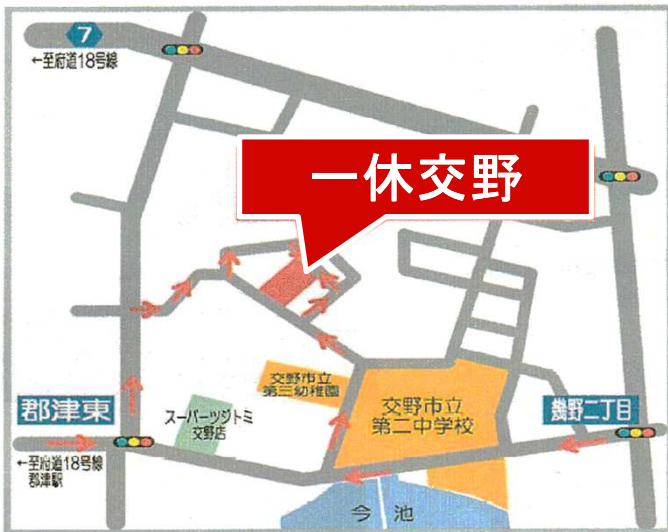 7
←至府道18号線
一休交野
交野市立
第三幼稚園
郡津東
スーパーツジトミ
交野店
交野市立
第二中学校
幾野二丁目
←至府道18号線
郡津駅
今池